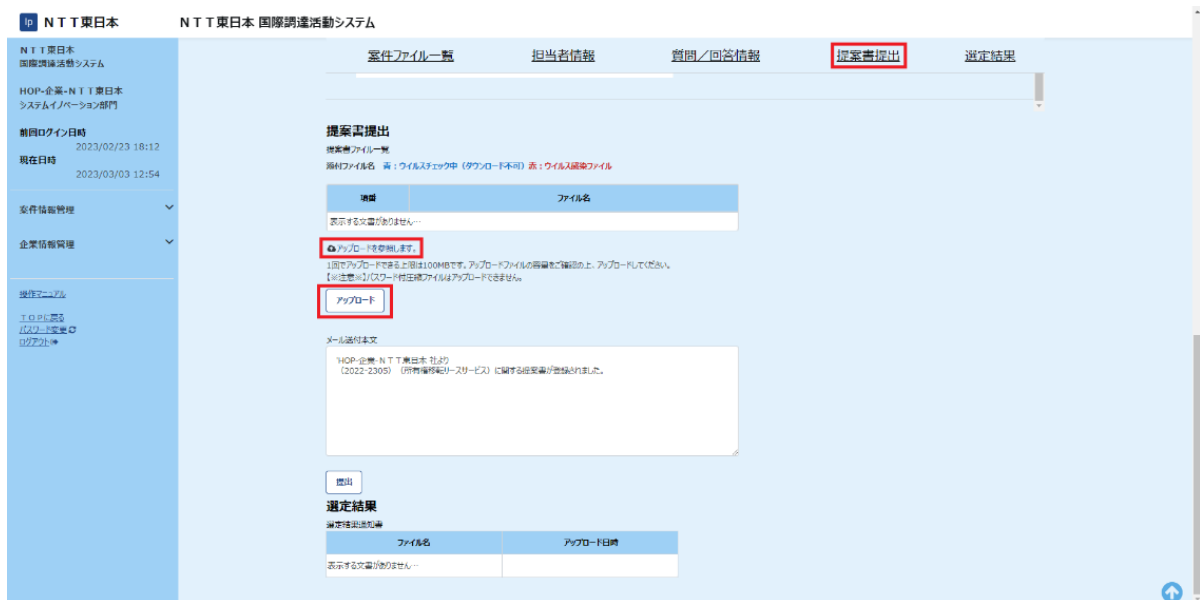 lp NTT東日本
NTT東日本 国際調達活動システム
NTT東日本
国際調達活動システム
HOP-企業-NTT東日本
システムイノベーション部門
前回ログイン日時
2023/02/23 18:12
現在日時
2023/03/03 12:54
案件情報管理
企業情報管理
操作マニュアル
TOPに戻る
パスワード変更
ログアウト
案件ファイル一覧 担当者情報 質問／回答情報 提案書提出 選定結果
提案書提出
提案書ファイル一覧
添付ファイル名 青：ウイルスチェック中（ダウンロード不可）赤：ウイルス感染ファイル
項番 ファイル名
表示する文書がありません…
アップロードを参照します。
1回でアップロードできる上限は100MBです。アップロードファイルの容量をご確認の上、アップロードしてください。
【※注意※】パスワード付圧縮ファイルはアップロードできません。
アップロード
メール送付本文
'HOP-企業-NTT東日本 社より
（2022-2305）（所有権移転リースサービス）に関する提案書が登録されました。
提出
選定結果
選定結果通知書
ファイル名 アップロード日時
表示する文書がありません…